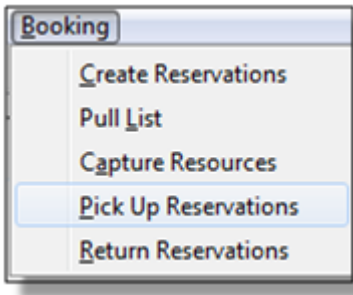 Booking
Create Reservations
Pull List
Capture Resources
Pick Up Reservations
Return Reservations